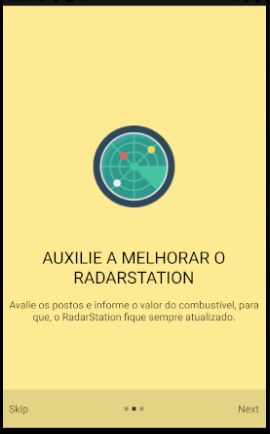 AUXILIE A MELHORAR O
RADARSTATION
Avalie os postos e informe o valor do combustível, para
que, o RadarStation fique sempre atualizado.
Skip
Next